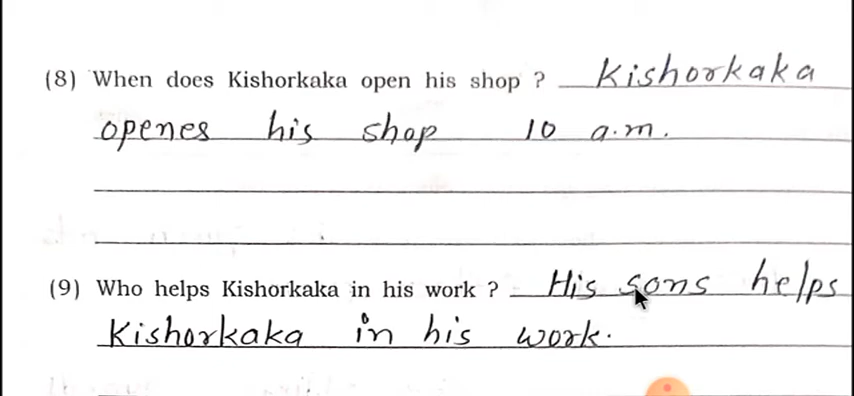 (8) When does Kishorkaka open his shop ? Kishorkaka
openes his shop 10 a.m.
(9) Who helps Kishorkaka in his work ? His sons helps
Kishorkaka in his work.